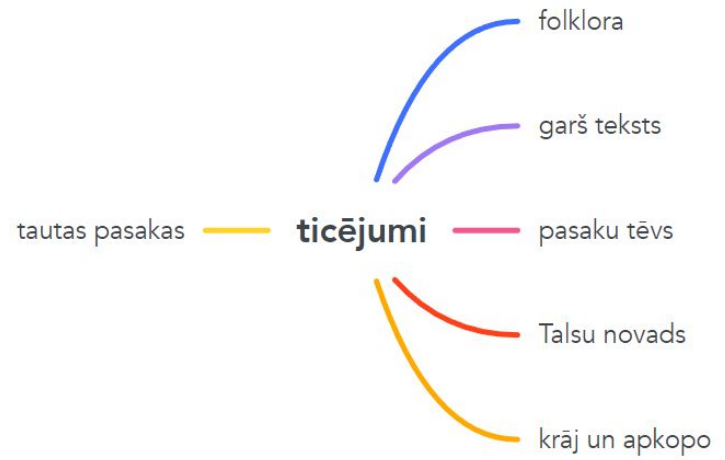 folklora
garš teksts
tautas pasakas
ticējumi
pasaku tēvs
Talsu novads
krāj un apkopo